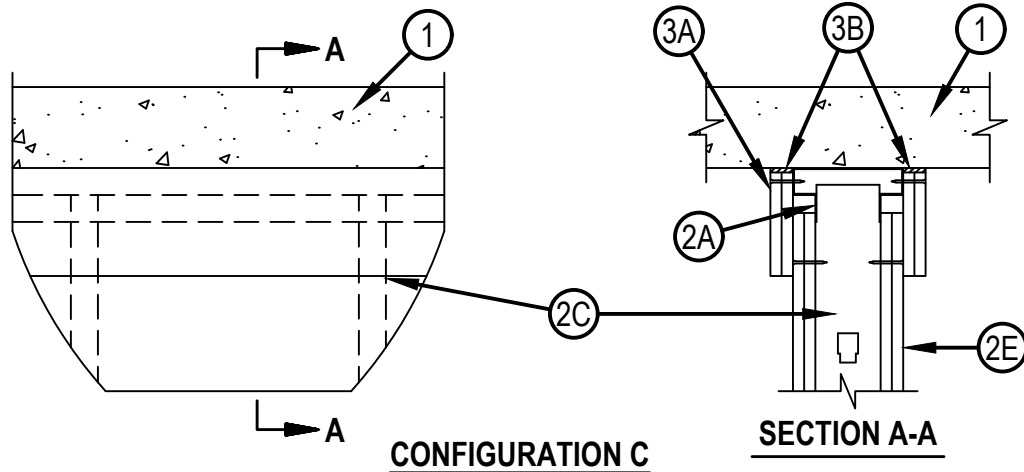 A
1
A
2C
CONFIGURATION C
3A
3B
1
2A
2E
SECTION A-A